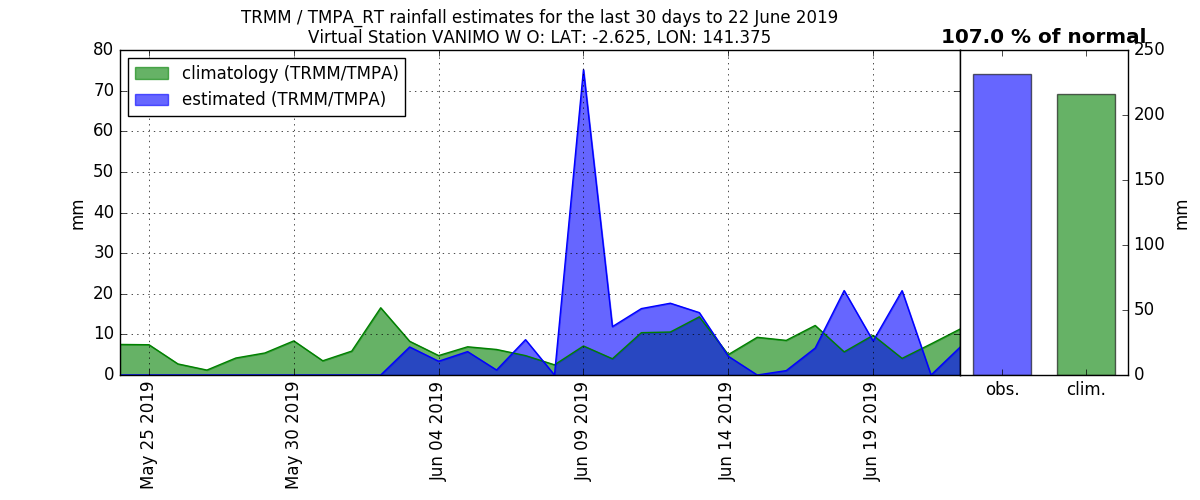 TRMM / TMPA_RT rainfall estimates for the last 30 days to 22 June 2019
Virtual Station VANIMO W O: LAT: -2.625, LON: 141.375
107.0 % of normal
climatology (TRMM/TMPA)
estimated (TRMM/TMPA)
80
70
60
50
40
30
20
10
0
mm
May 25 2019
May 30 2019
Jun 04 2019
Jun 09 2019
Jun 14 2019
Jun 19 2019
250
200
150
100
50
0
mm
obs.
clim.